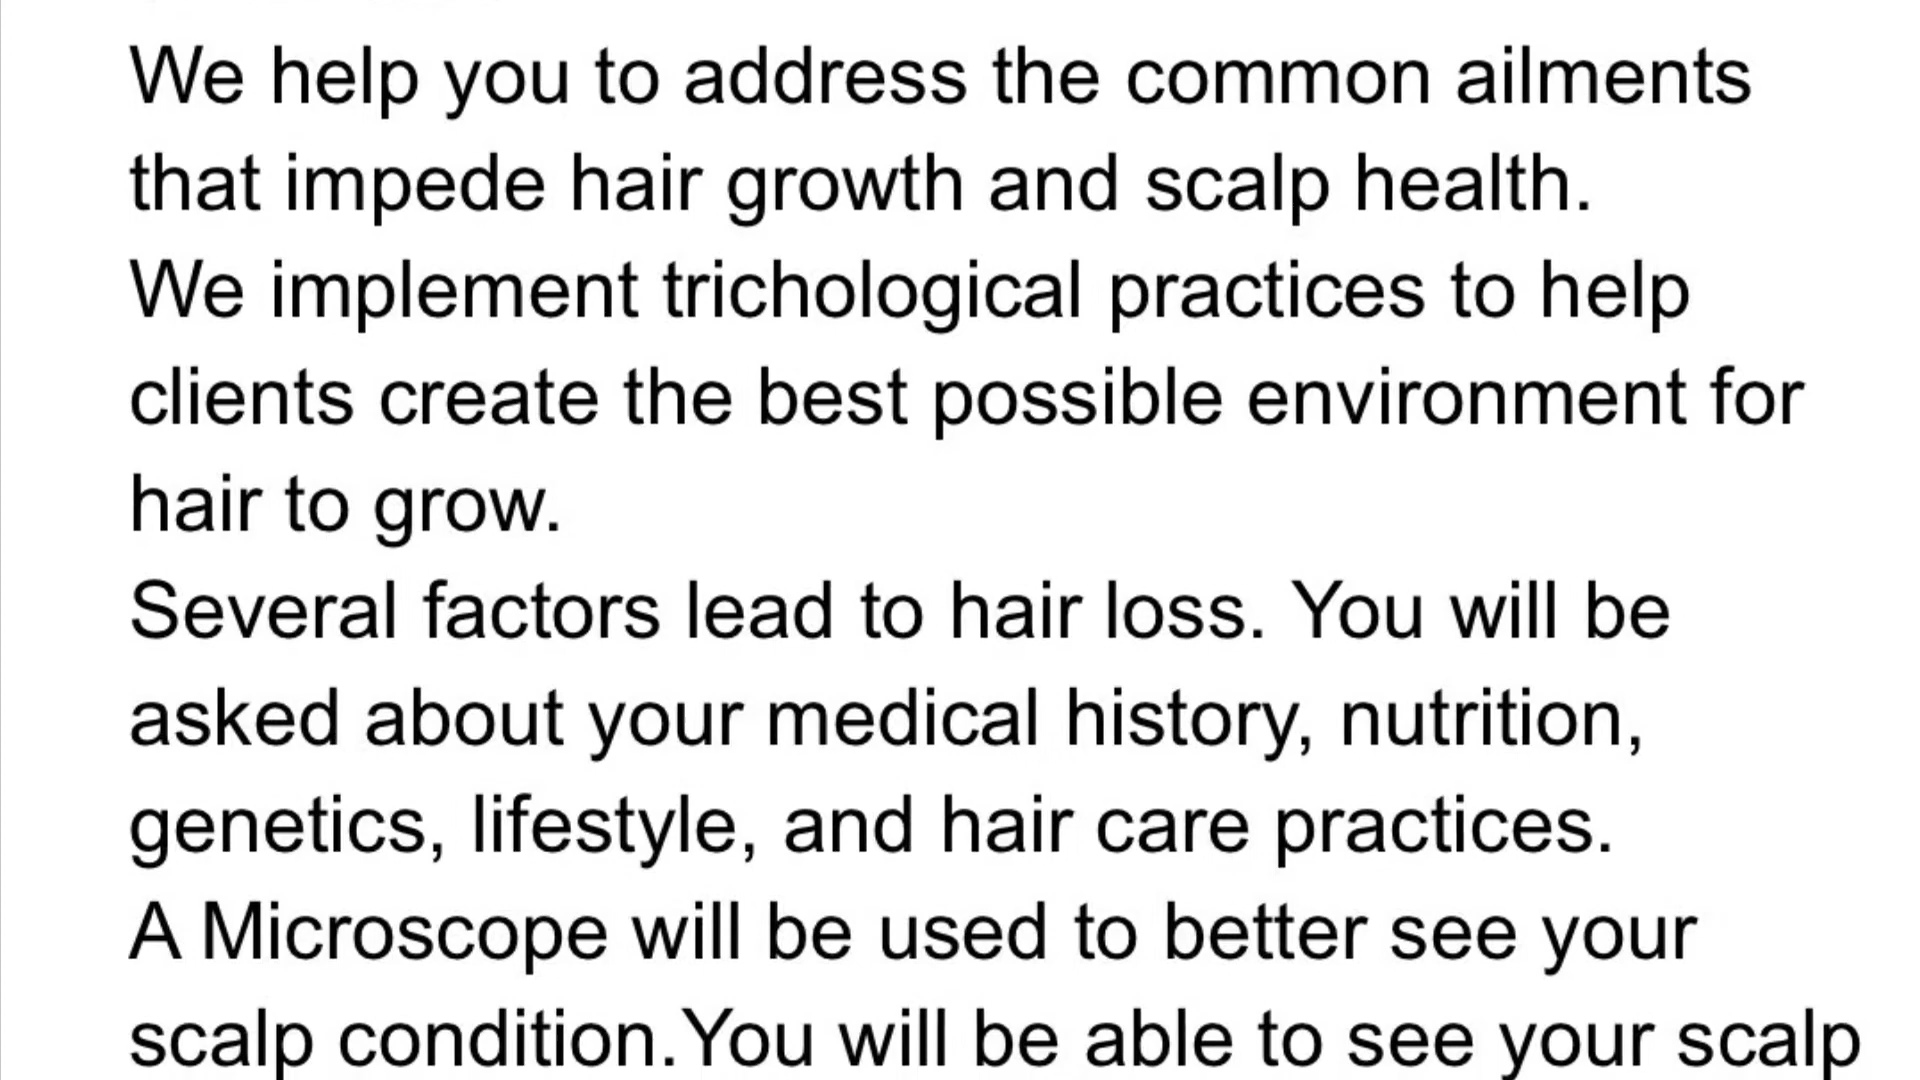 We help you to address the common ailments
that impede hair growth and scalp health.
We implement trichological practices to help
clients create the best possible environment for
hair to grow.
Several factors lead to hair loss. You will be
asked about your medical history, nutrition,
genetics, lifestyle, and hair care practices.
A Microscope will be used to better see your
scalp condition.You will be able to see your scalp